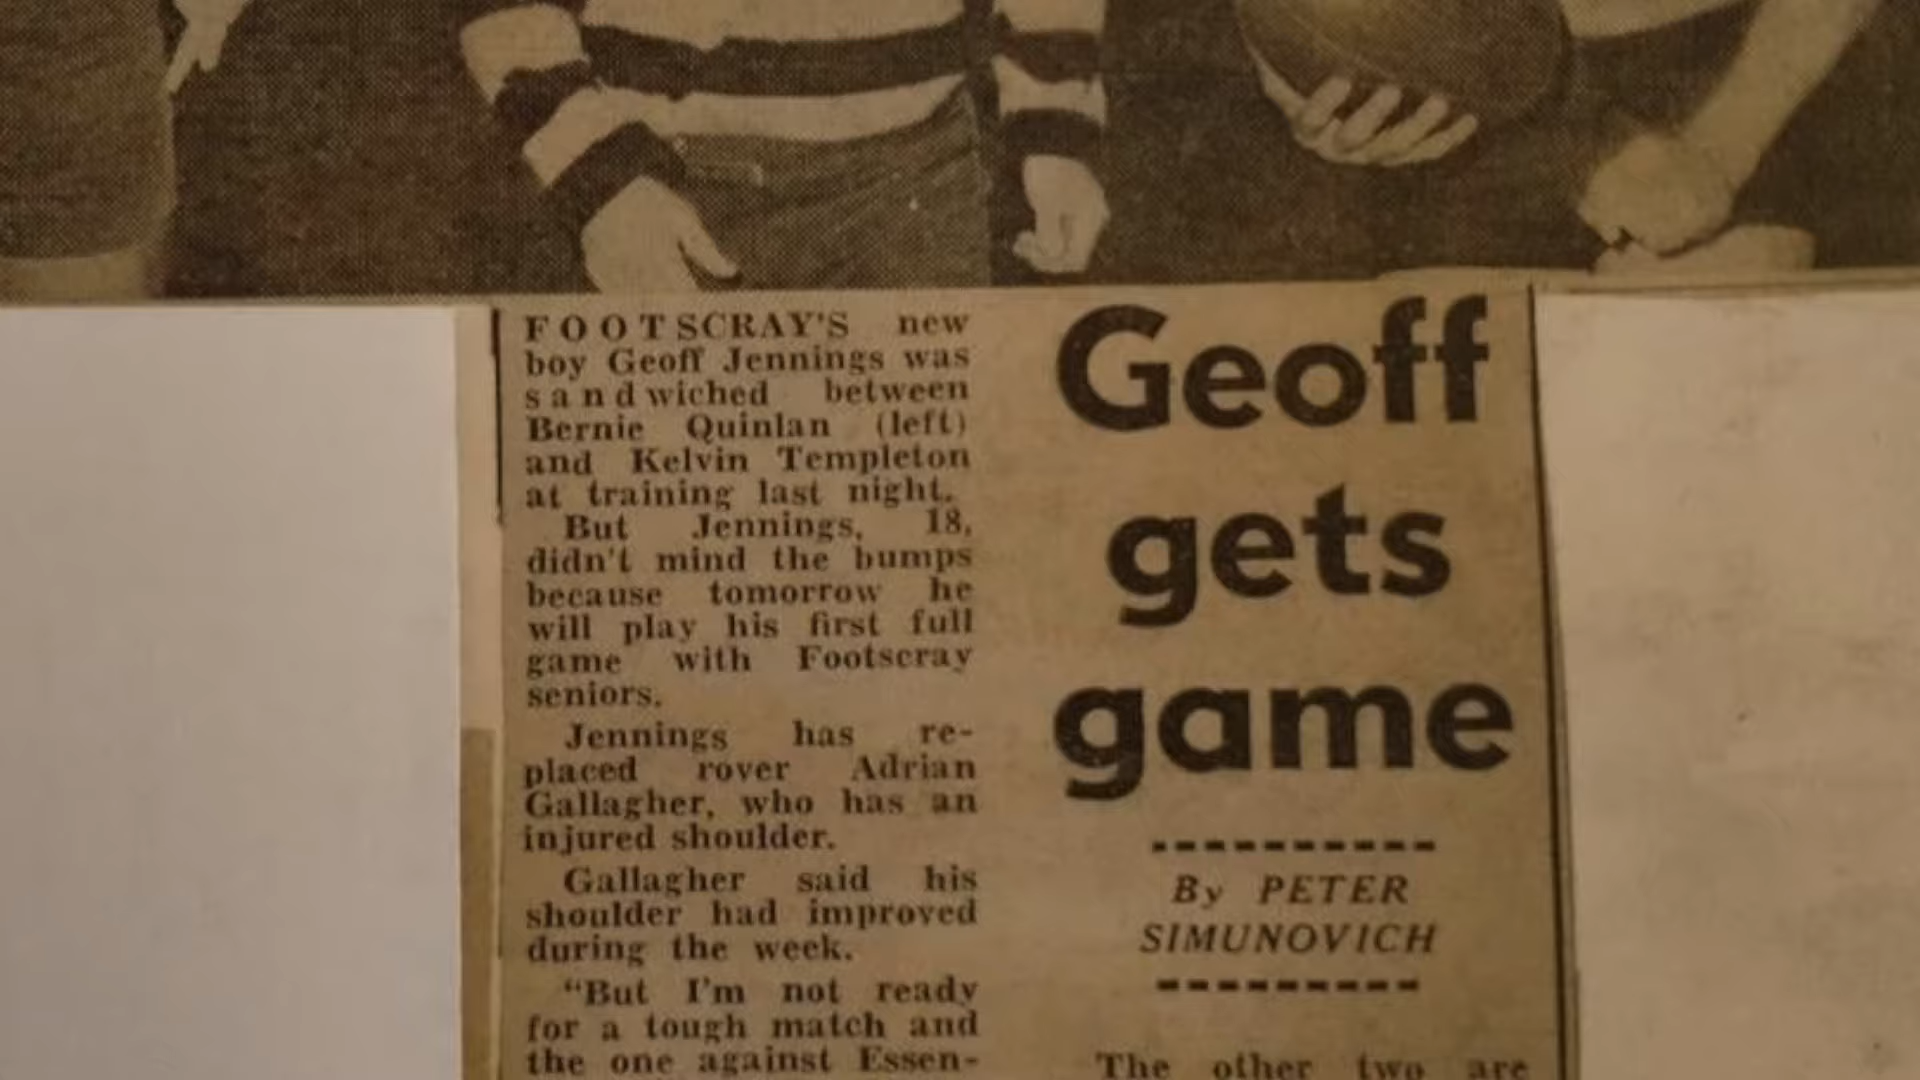 FOOTSCRAY'S new
boy Geoff Jennings was
sandwiched between
Bernie Quinlan (left)
and Kelvin Templeton
at training last night.
But Jennings, 18,
didn't mind the bumps
because tomorrow he
will play his first full
game with Footscray
seniors.
Jennings has re-
placed rover Adrian
Gallagher, who has an
injured shoulder.
Gallagher said his
shoulder had improved
during the week.
"But I'm not ready
for a tough match and
the one against Essen-
Geoff
gets
game
By PETER
SIMUNOVICH
The other two are